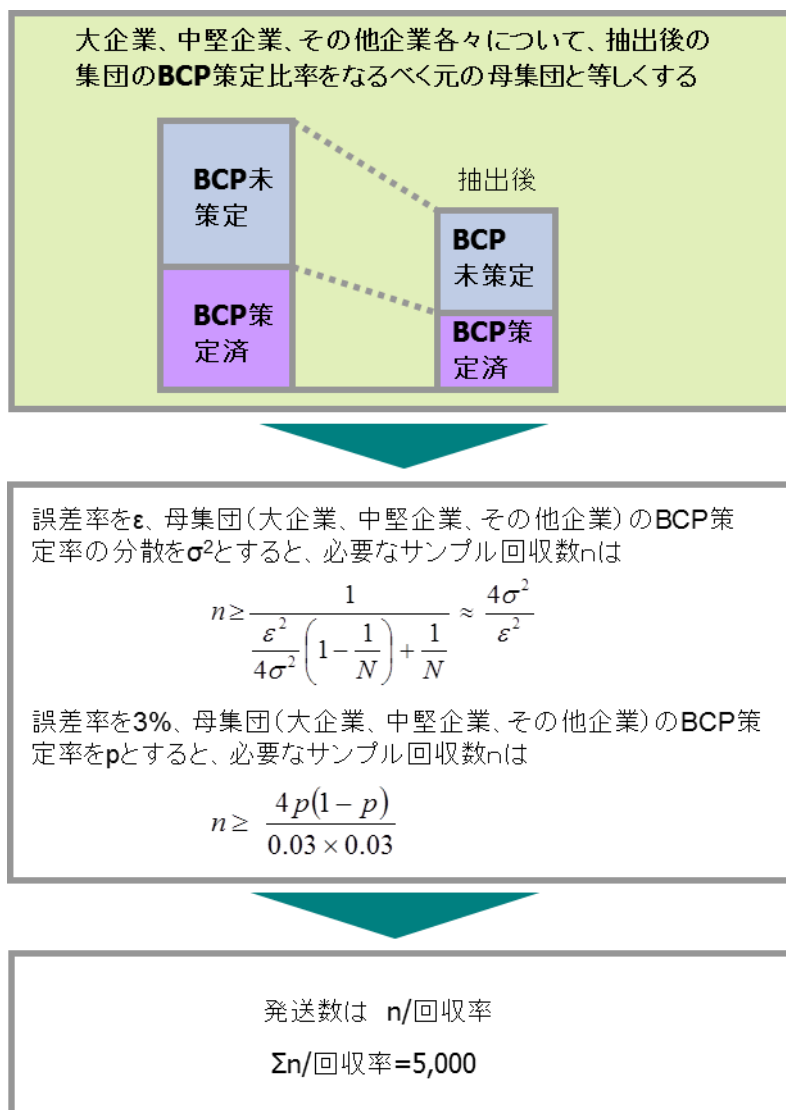 大企業、中堅企業、その他企業各々について、抽出後の
集団のBCP策定比率をなるべく元の母集団と等しくする
BCP未
策定
BCP策
定済
抽出後
BCP
未策定
BCP策
定済
誤差率をε、母集団(大企業、中堅企業、その他企業)のBCP策
定率の分散をσ²とすると、必要なサンプル回収数nは
n ≥ 1 / ( ε²/4σ² ( 1 − 1/N ) + 1/N ) ≈ 4σ²/ε²
誤差率を3%、母集団(大企業、中堅企業、その他企業)のBCP策
定率をpとすると、必要なサンプル回収数nは
n ≥ 4p(1 − p) / 0.03 × 0.03
発送数は n/回収率
Σn/回収率=5,000